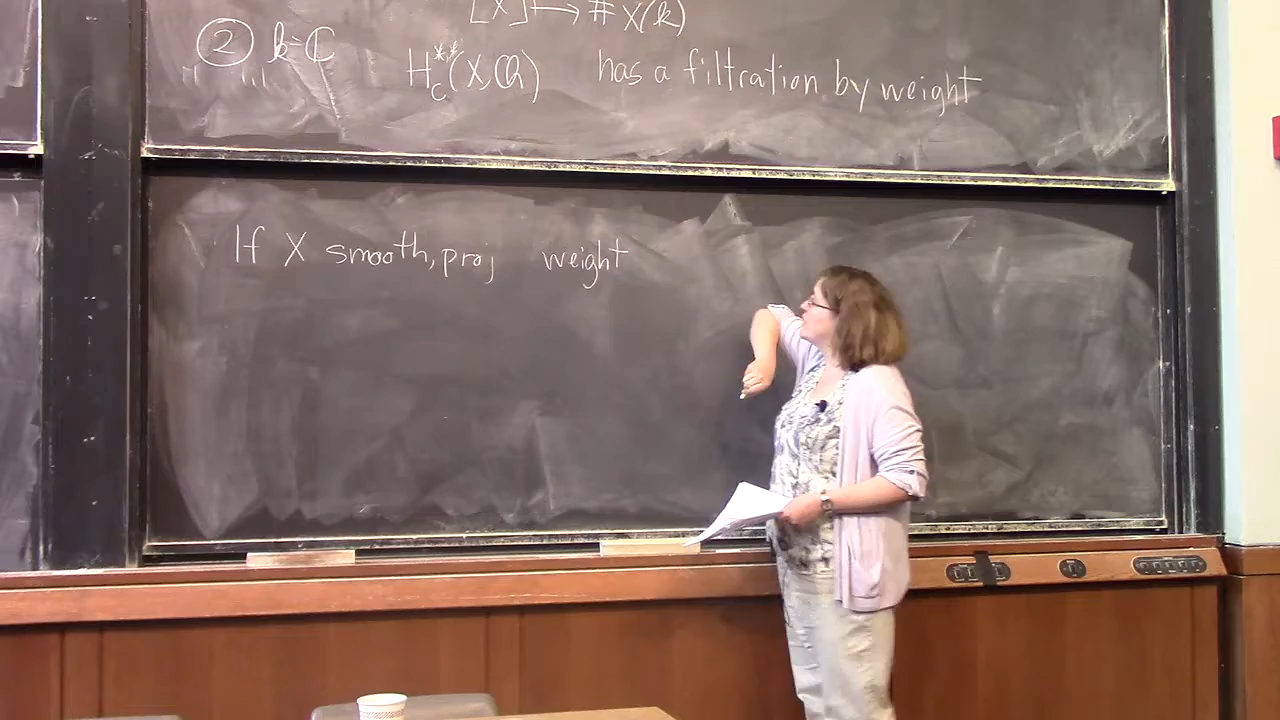 [X] ⟼ # X(k)
② k=ℂ
H_c^{**}(X,ℚ) has a filtration by weight
If X smooth, proj weight